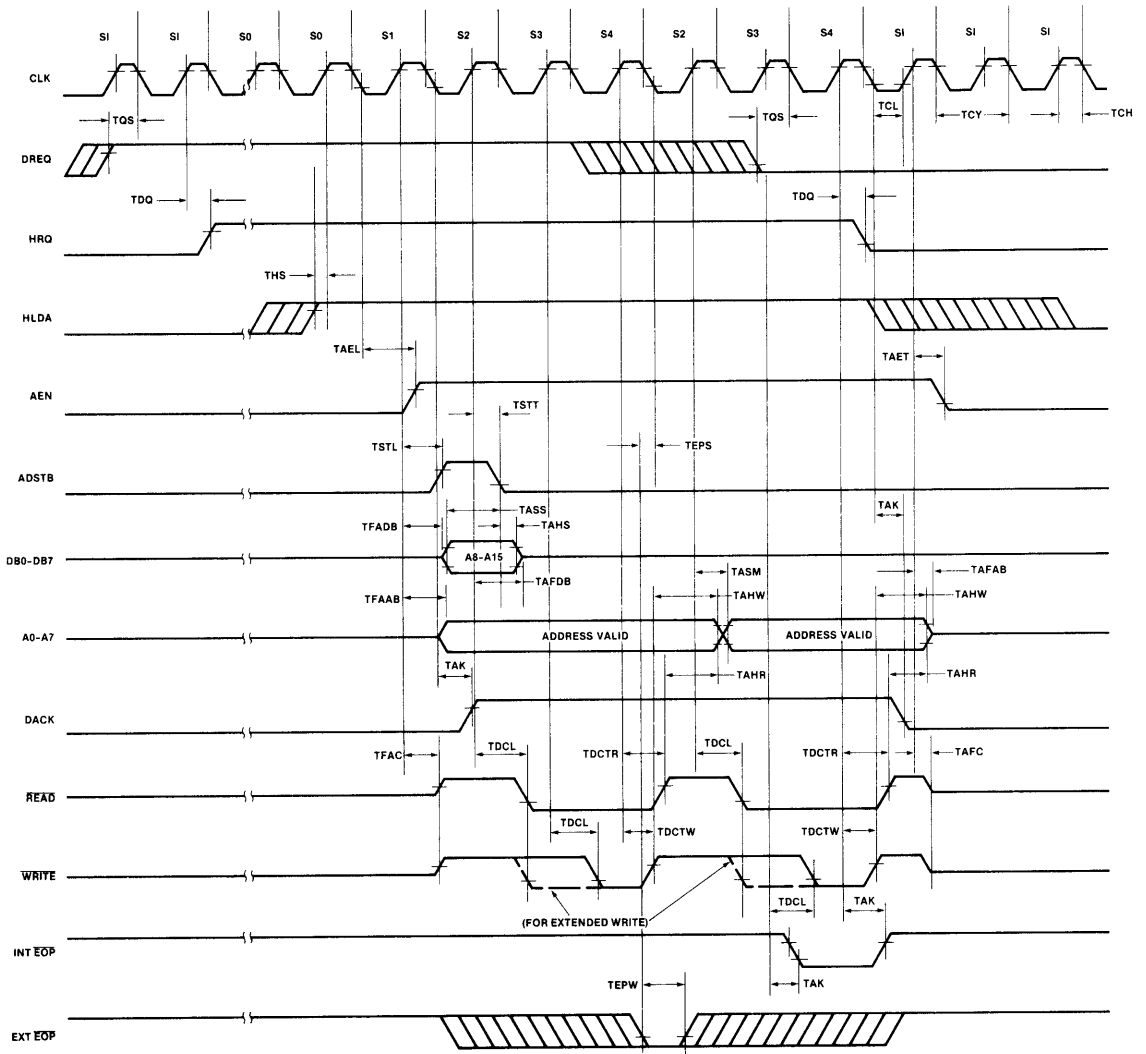 SI SI S0 S0 S1 S2 S3 S4 S2 S3 S4 SI SI SI
CLK
TQS TQS TCL TCY TCH
DREQ
TDQ TDQ
HRQ
THS
HLDA
TAEL TAET
AEN
TSTT
TSTL TEPS
ADSTB
TASS TAK
TFADB TAHS
DB0-DB7 A8-A15
TAFDB TASM TAFAB
TFAAB TAHW TAHW
A0-A7 ADDRESS VALID ADDRESS VALID
TAK TAHR TAHR
DACK
TFAC TDCL TDCTR TDCL TDCTR TAFC
READ
TDCL TDCTW TDCTW
WRITE
TDCL TAK
(FOR EXTENDED WRITE)
INT EOP
TEPW TAK
EXT EOP